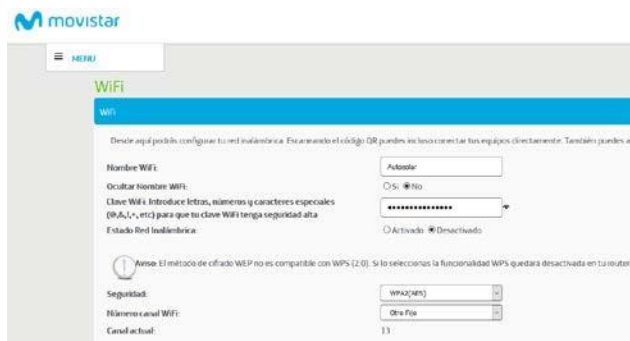 movistar
≡ MENU
WiFi
WiFi
Desde aquí podrás configurar tu red inalámbrica. Escaneando el código QR puedes incluso conectar tus equipos directamente. También puedes a
Nombre WiFi: Autosolar
Ocultar Nombre WiFi: Si No
Clave WiFi: Introduce letras, números y caracteres especiales
(@,&,!,+, etc) para que tu clave WiFi tenga seguridad alta
Estado Red Inalámbrica: Activado Desactivado
Aviso: El método de cifrado WEP no es compatible con WPS (2.0). Si lo seleccionas la funcionalidad WPS quedará desactivada en tu router
Seguridad: WPA2(AES)
Número canal WiFi: Otro Fijo
Canal actual: 13